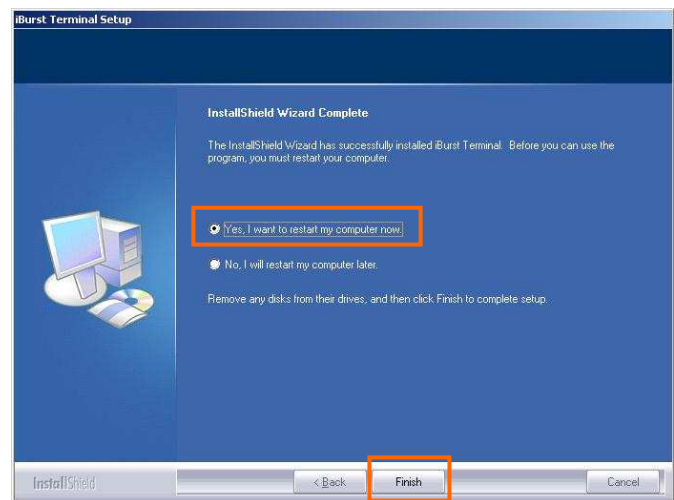 iBurst Terminal Setup
InstallShield Wizard Complete
The InstallShield Wizard has successfully installed iBurst Terminal. Before you can use the
program, you must restart your computer.
Yes, I want to restart my computer now.
No, I will restart my computer later.
Remove any disks from their drives, and then click Finish to complete setup.
InstallShield
< Back
Finish
Cancel